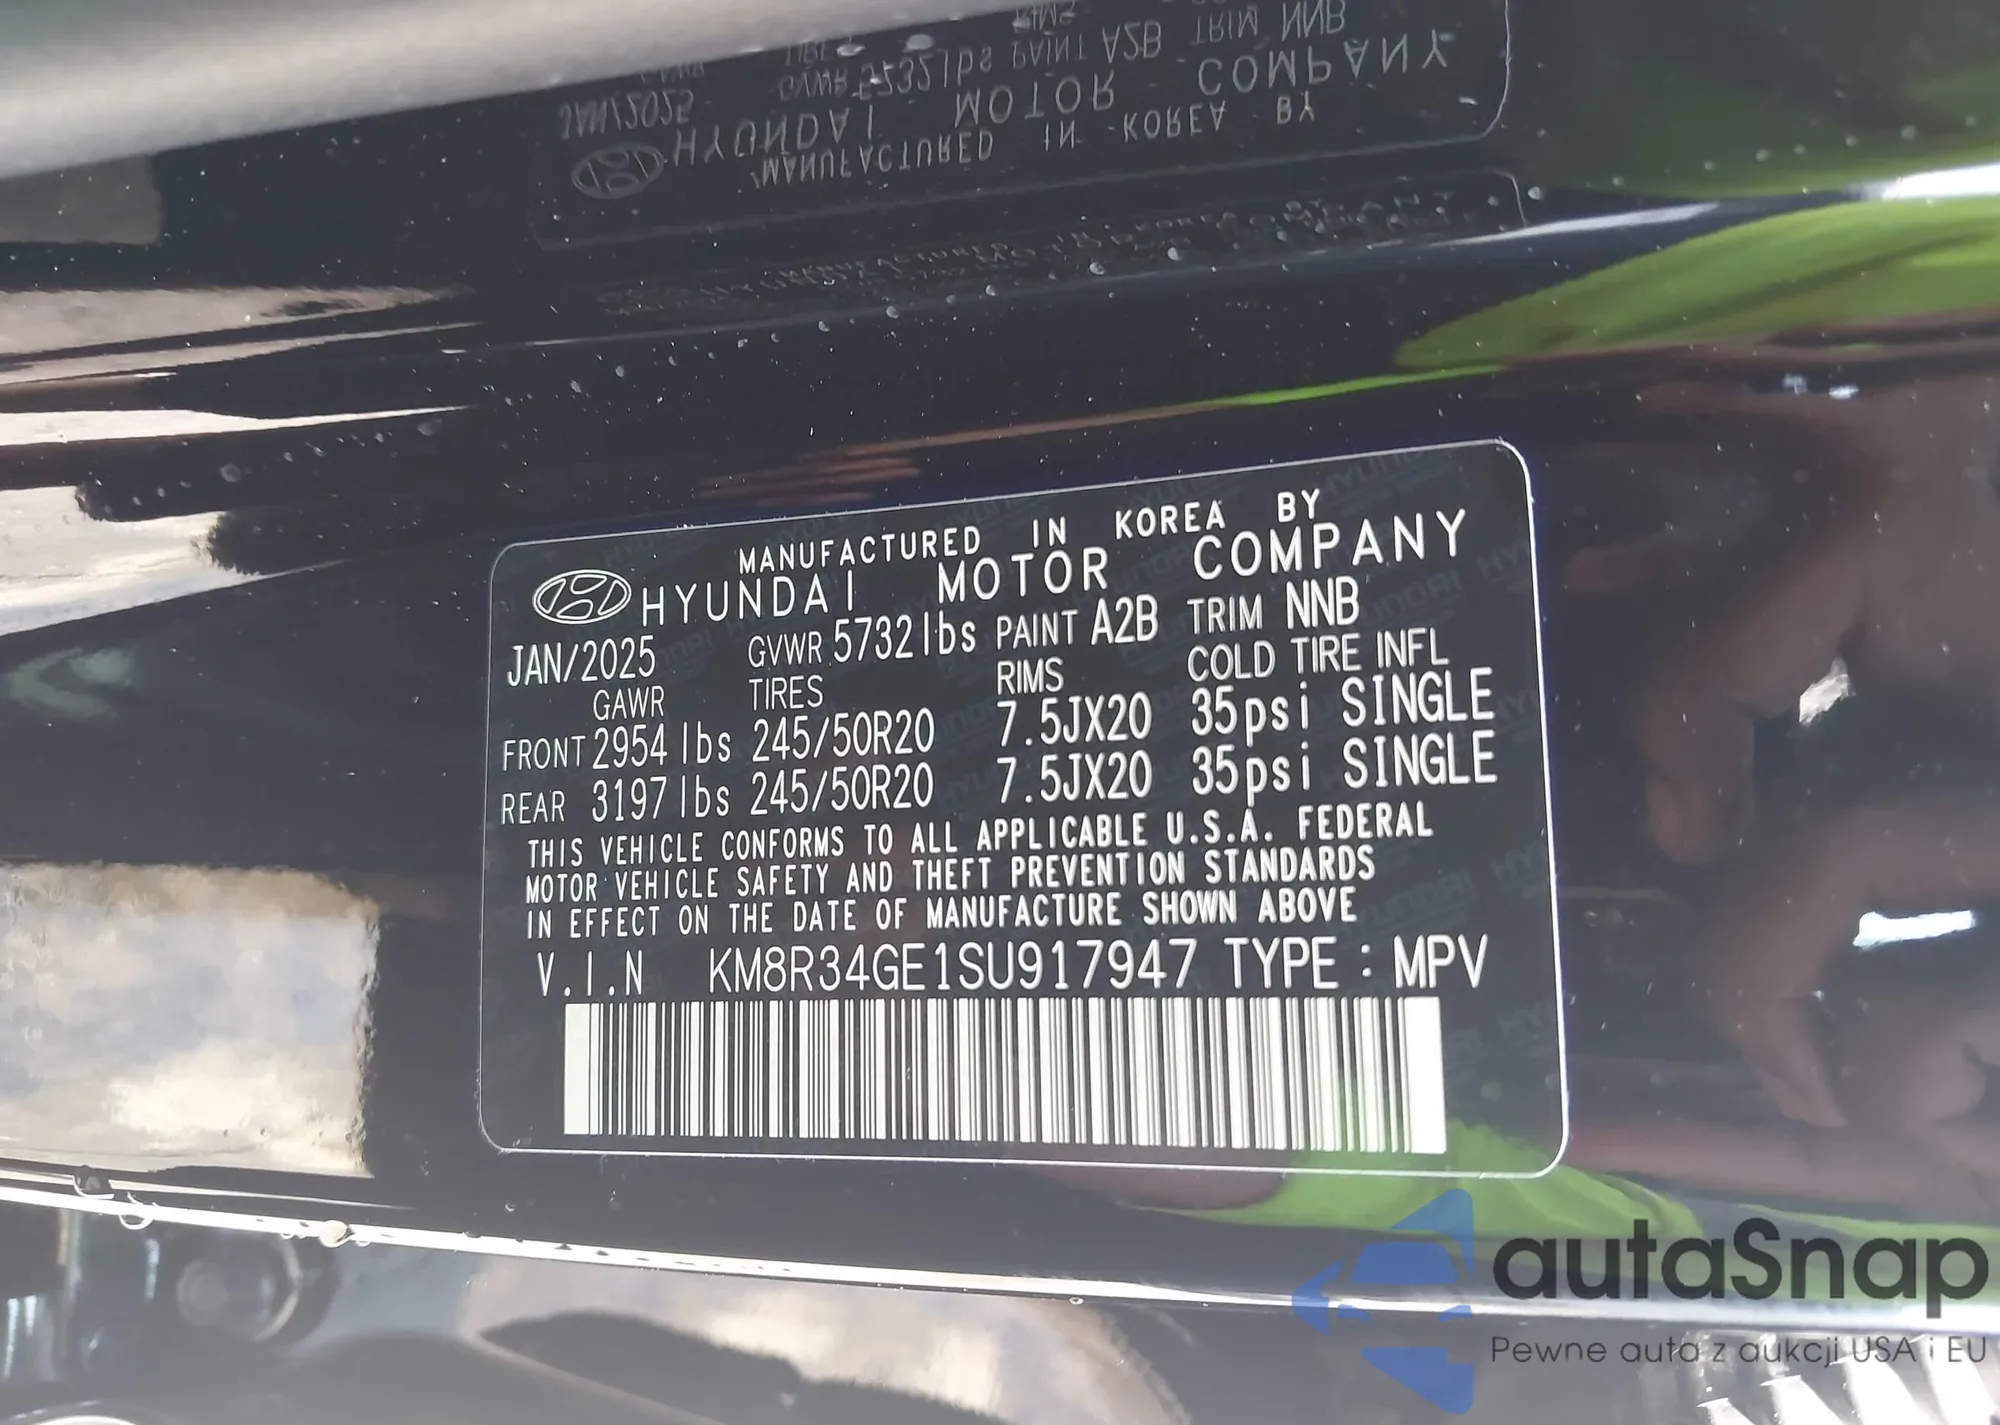 MANUFACTURED IN KOREA BY
HYUNDAI MOTOR COMPANY
JAN/2025 GVWR 5732lbs PAINT A2B TRIM NNB
GAWR TIRES RIMS COLD TIRE INFL
FRONT 2954lbs 245/50R20 7.5JX20 35psi SINGLE
REAR 3197lbs 245/50R20 7.5JX20 35psi SINGLE
THIS VEHICLE CONFORMS TO ALL APPLICABLE U.S.A. FEDERAL
MOTOR VEHICLE SAFETY AND THEFT PREVENTION STANDARDS
IN EFFECT ON THE DATE OF MANUFACTURE SHOWN ABOVE
V.I.N KM8R34GE1SU917947 TYPE : MPV
autaSnap
Pewne auta z aukcji USA i EU